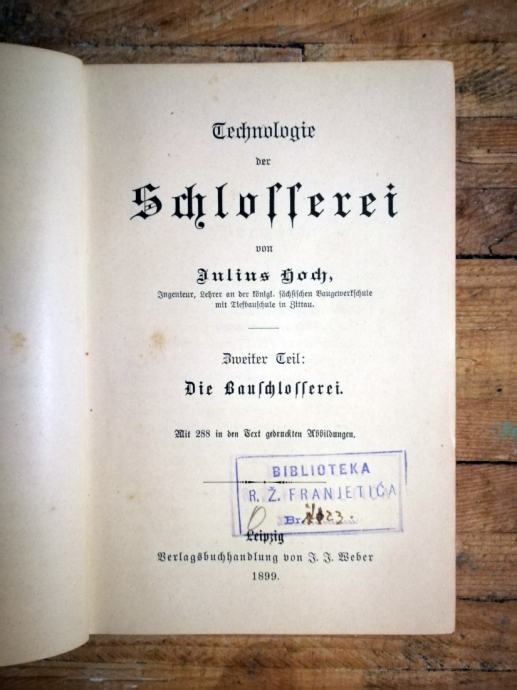 Technologie
der
Schlosserei
von
Julius Hoch,
Ingenieur, Lehrer an der königl. sächsischen Baugewerkschule
mit Tiefbauschule in Zittau.
Zweiter Teil:
Die Bauschlosserei.
Mit 288 in den Text gedruckten Abbildungen.
BIBLIOTEKA
R. Ž. FRANJETIĆA
Br.
Leipzig
Verlagsbuchhandlung von J. J. Weber
1899.